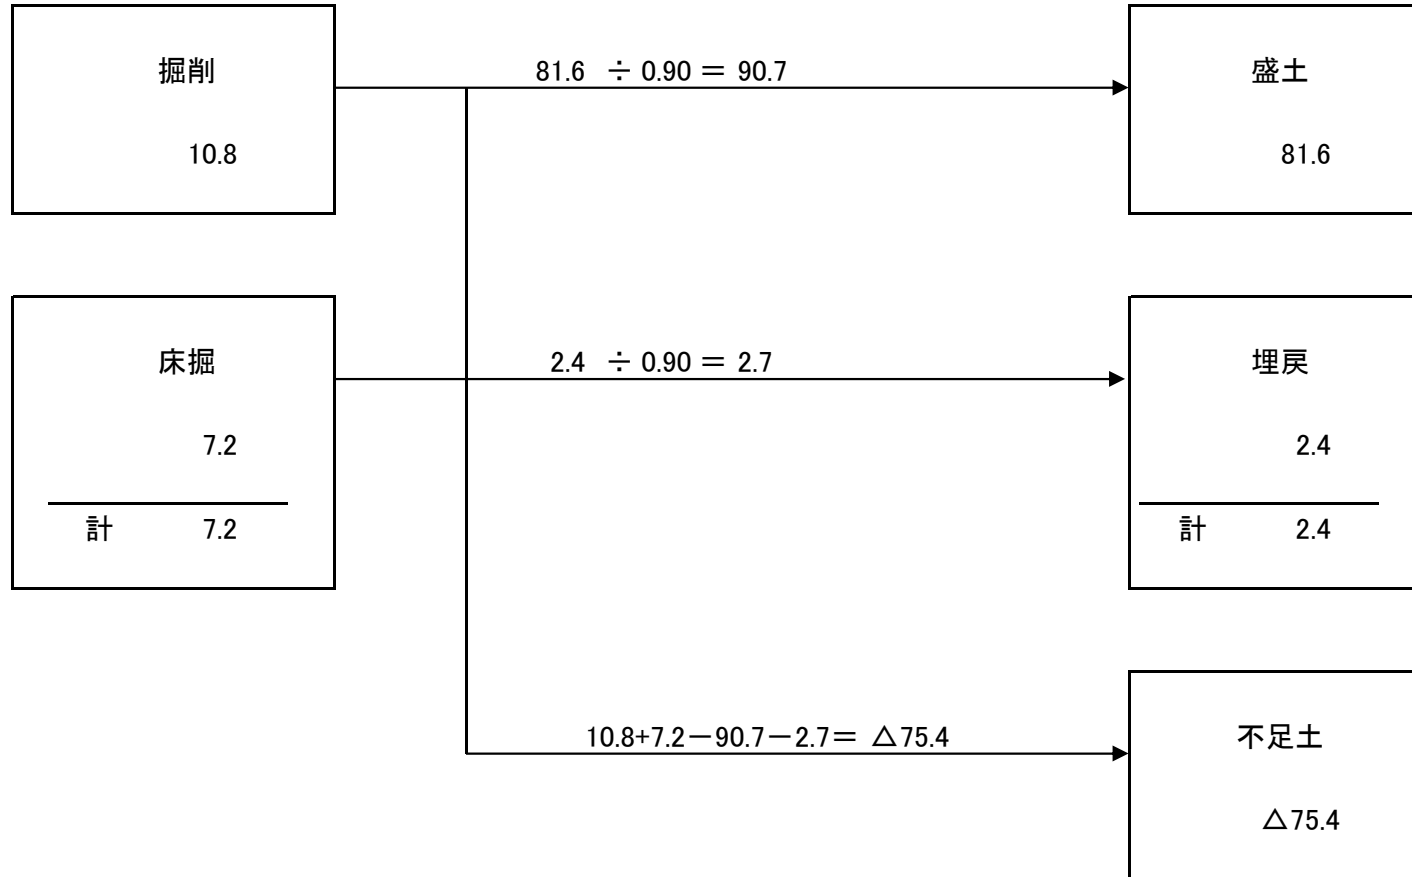 掘削
10.8
81.6 ÷ 0.90 = 90.7
盛土
81.6
床掘
7.2
計 7.2
2.4 ÷ 0.90 = 2.7
埋戻
2.4
計 2.4
10.8+7.2－90.7－2.7＝ △75.4
不足土
△75.4